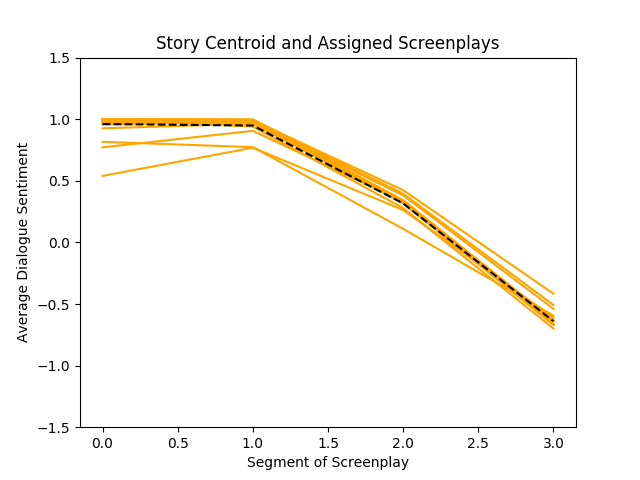 Story Centroid and Assigned Screenplays
1.5
1.0
0.5
0.0
−0.5
−1.0
−1.5
Average Dialogue Sentiment
0.0 0.5 1.0 1.5 2.0 2.5 3.0
Segment of Screenplay